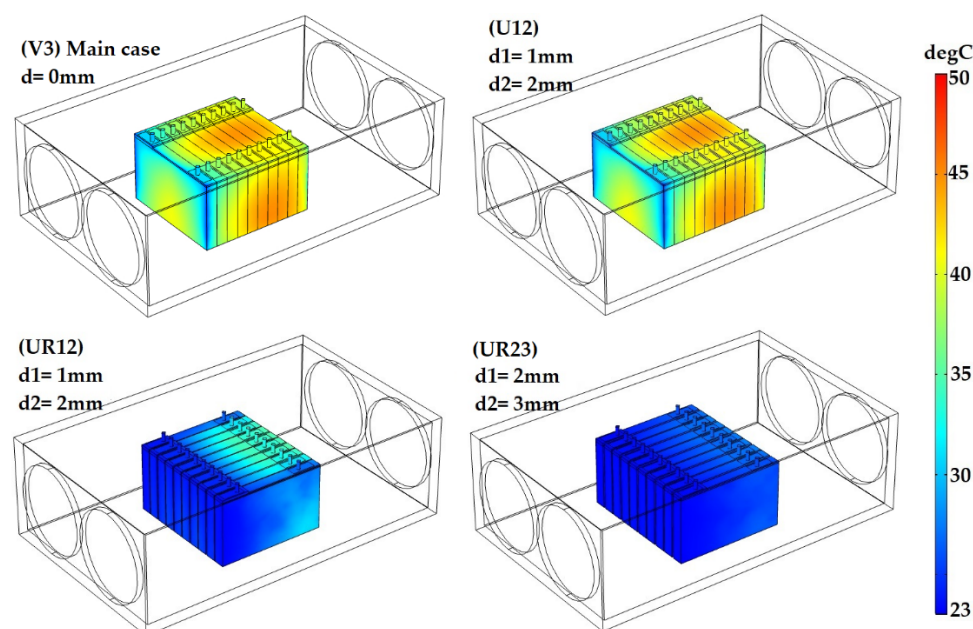 (V3) Main case
d= 0mm
(U12)
d1= 1mm
d2= 2mm
degC
50
45
40
35
30
23
(UR12)
d1= 1mm
d2= 2mm
(UR23)
d1= 2mm
d2= 3mm